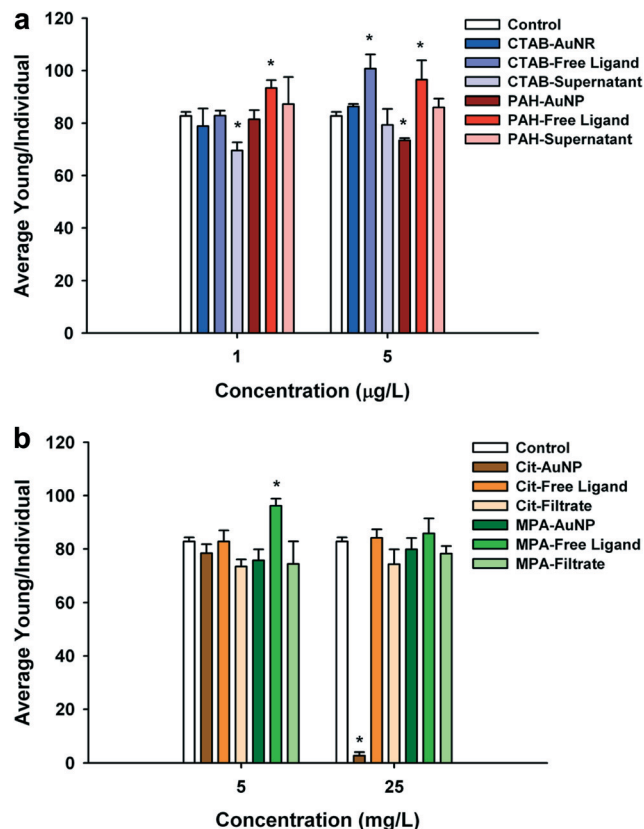 a
120
100
80
60
40
20
0
Average Young/Individual
Control
CTAB-AuNR
CTAB-Free Ligand
CTAB-Supernatant
PAH-AuNP
PAH-Free Ligand
PAH-Supernatant
*
*
*
*
*
1
5
Concentration (µg/L)
b
120
100
80
60
40
20
0
Average Young/Individual
Control
Cit-AuNP
Cit-Free Ligand
Cit-Filtrate
MPA-AuNP
MPA-Free Ligand
MPA-Filtrate
*
*
5
25
Concentration (mg/L)